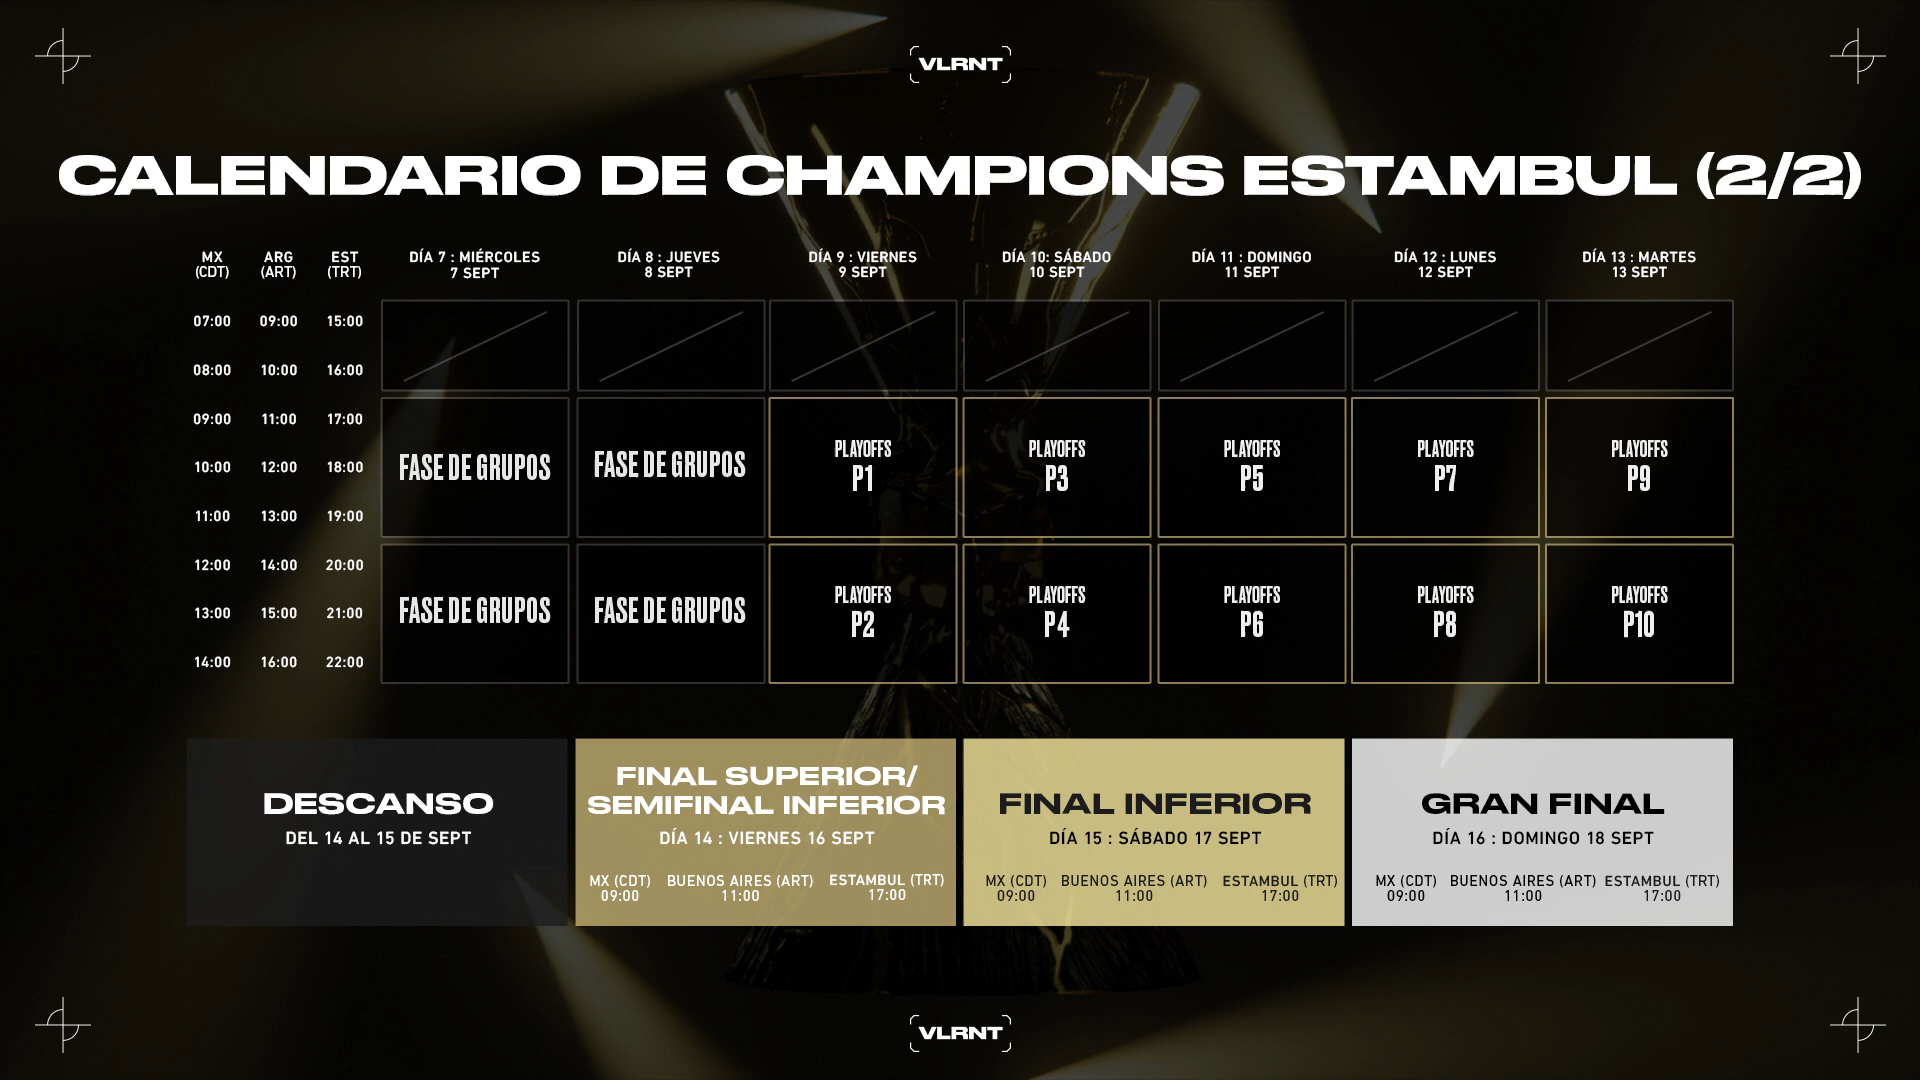 VLRNT
CALENDARIO DE CHAMPIONS ESTAMBUL (2/2)
MX (CDT)
ARG (ART)
EST (TRT)
DÍA 7 : MIÉRCOLES
7 SEPT
DÍA 8 : JUEVES
8 SEPT
DÍA 9 : VIERNES
9 SEPT
DÍA 10: SÁBADO
10 SEPT
DÍA 11 : DOMINGO
11 SEPT
DÍA 12 : LUNES
12 SEPT
DÍA 13 : MARTES
13 SEPT
07:00 09:00 15:00
08:00 10:00 16:00
09:00 11:00 17:00
10:00 12:00 18:00
11:00 13:00 19:00
12:00 14:00 20:00
13:00 15:00 21:00
14:00 16:00 22:00
FASE DE GRUPOS
FASE DE GRUPOS
PLAYOFFS
P1
PLAYOFFS
P3
PLAYOFFS
P5
PLAYOFFS
P7
PLAYOFFS
P9
FASE DE GRUPOS
FASE DE GRUPOS
PLAYOFFS
P2
PLAYOFFS
P4
PLAYOFFS
P6
PLAYOFFS
P8
PLAYOFFS
P10
DESCANSO
DEL 14 AL 15 DE SEPT
FINAL SUPERIOR/
SEMIFINAL INFERIOR
DÍA 14 : VIERNES 16 SEPT
MX (CDT) BUENOS AIRES (ART) ESTAMBUL (TRT)
09:00 11:00 17:00
FINAL INFERIOR
DÍA 15 : SÁBADO 17 SEPT
MX (CDT) BUENOS AIRES (ART) ESTAMBUL (TRT)
09:00 11:00 17:00
GRAN FINAL
DÍA 16 : DOMINGO 18 SEPT
MX (CDT) BUENOS AIRES (ART) ESTAMBUL (TRT)
09:00 11:00 17:00
VLRNT